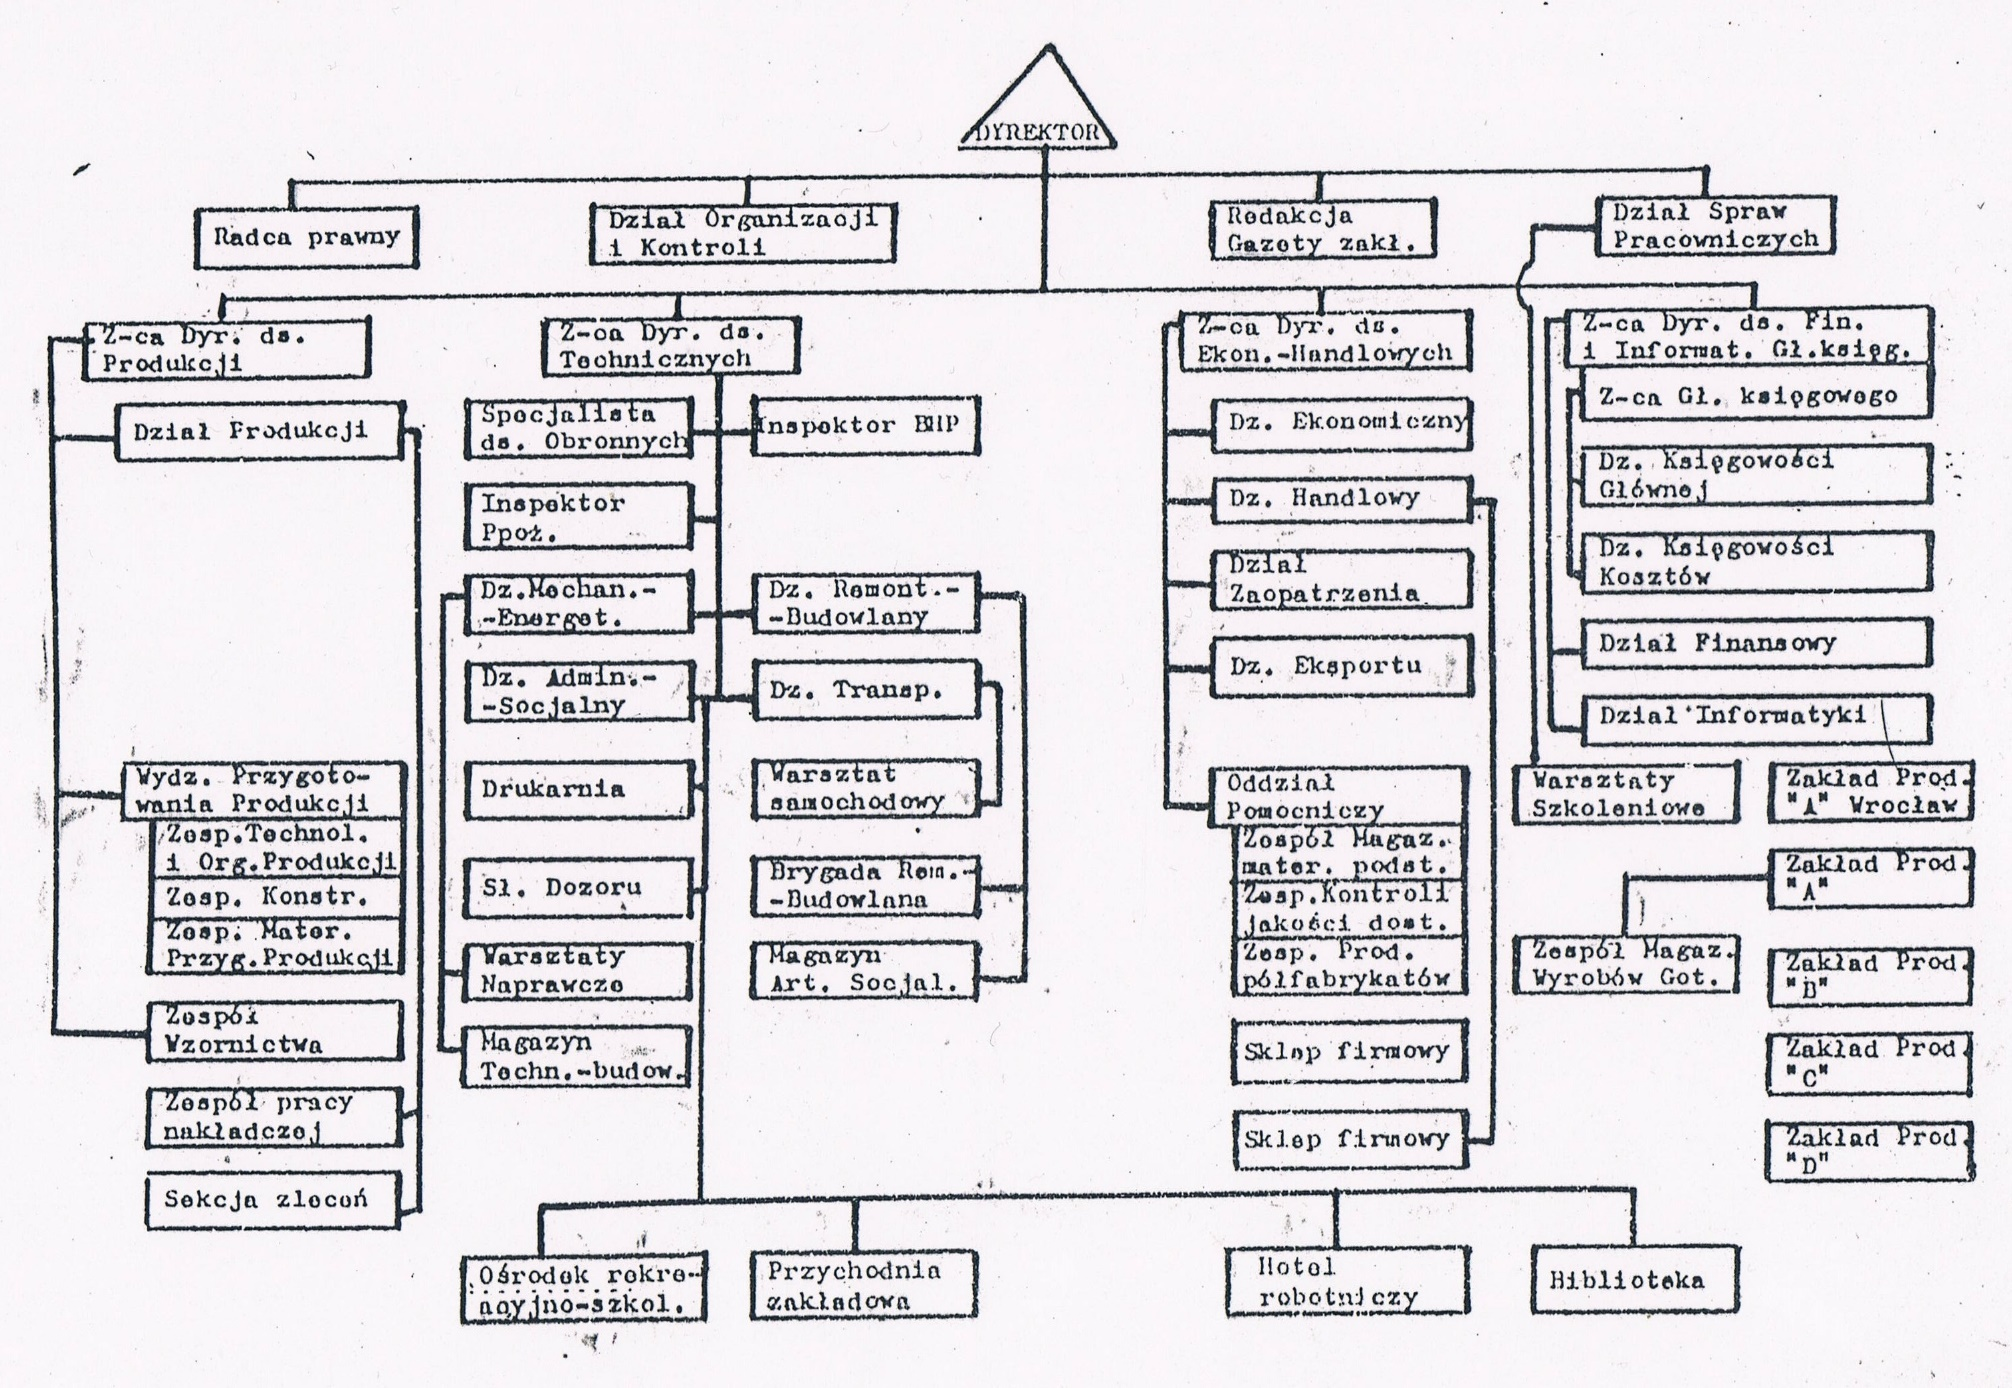 DYREKTOR
Radca prawny
Dział Organizacji
i Kontroli
Redakcja
Gazety zakł.
Dział Spraw
Pracowniczych
Z-ca Dyr. ds.
Produkcji
Z-ca Dyr. ds.
Technicznych
Z-ca Dyr. ds.
Ekon.-Handlowych
Z-ca Dyr. ds. Fin.
i Informat. Gł.księg.
Dział Produkcji
Wydz. Przygoto-
wania Produkcji
Zesp.Technol.
i Org.Produkcji
Zesp. Konstr.
Zesp. Mater.
Przyg.Produkcji
Zespół
Wzornictwa
Zespół pracy
nakładczej
Sekcja zleceń
Specjalista
ds. Obronnych
Inspektor BHP
Inspektor
Ppoż.
Dz.Mechan.-
-Energet.
Dz. Remont.-
-Budowlany
Dz. Admin.-
-Socjalny
Dz. Transp.
Drukarnia
Warsztat
samochodowy
Sł. Dozoru
Brygada Rem.-
-Budowlana
Warsztaty
Naprawcze
Magazyn
Art. Socjal.
Magazyn
Techn.-budow.
Dz. Ekonomiczny
Dz. Handlowy
Dział
Zaopatrzenia
Dz. Eksportu
Oddział
Pomocniczy
Zespół Magaz.
mater. podst.
Zesp.Kontroli
jakości dost.
Zesp. Prod.
półfabrykatów
Sklep firmowy
Sklep firmowy
Z-ca Gł. księgowego
Dz. Księgowości
Głównej
Dz. Księgowości
Kosztów
Dział Finansowy
Dział Informatyki
Warsztaty
Szkoleniowe
Zakład Prod.
"A" Wrocław
Zakład Prod.
"A"
Zespół Magaz.
Wyrobów Got.
Zakład Prod.
"B"
Zakład Prod.
"C"
Zakład Prod.
"D"
Ośrodek rekre-
acyjno-szkol.
Przychodnia
zakładowa
Hotel
robotniczy
Biblioteka